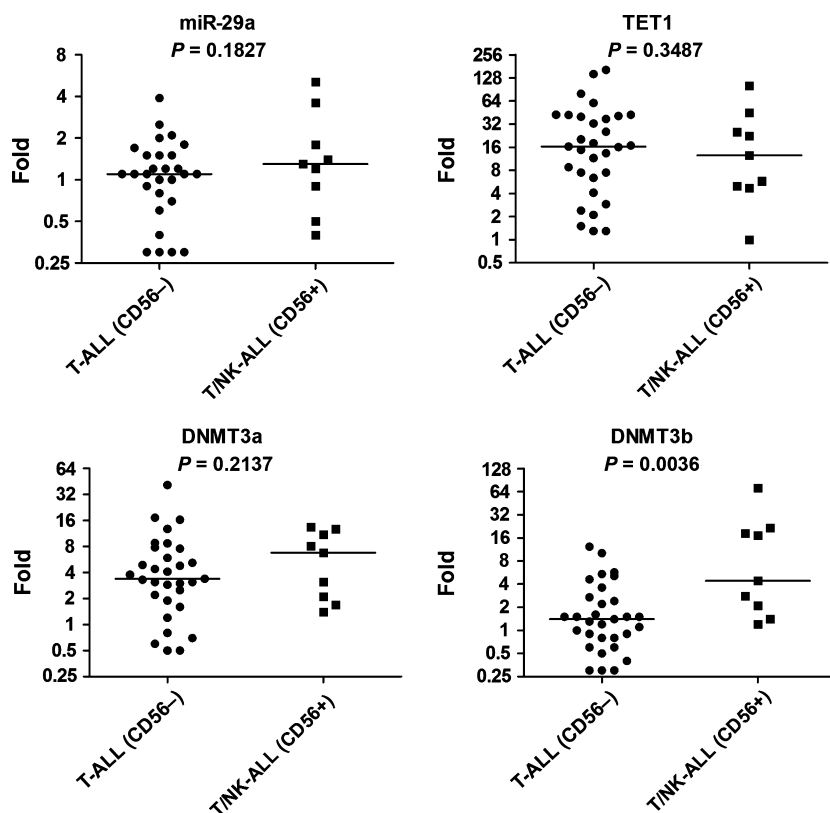 miR-29a
P = 0.1827
8
4
2
1
0.5
0.25
Fold
T-ALL (CD56–)
T/NK-ALL (CD56+)
TET1
P = 0.3487
256
128
64
32
16
8
4
2
1
0.5
Fold
T-ALL (CD56–)
T/NK-ALL (CD56+)
DNMT3a
P = 0.2137
64
32
16
8
4
2
1
0.5
0.25
Fold
T-ALL (CD56–)
T/NK-ALL (CD56+)
DNMT3b
P = 0.0036
128
64
32
16
8
4
2
1
0.5
0.25
Fold
T-ALL (CD56–)
T/NK-ALL (CD56+)